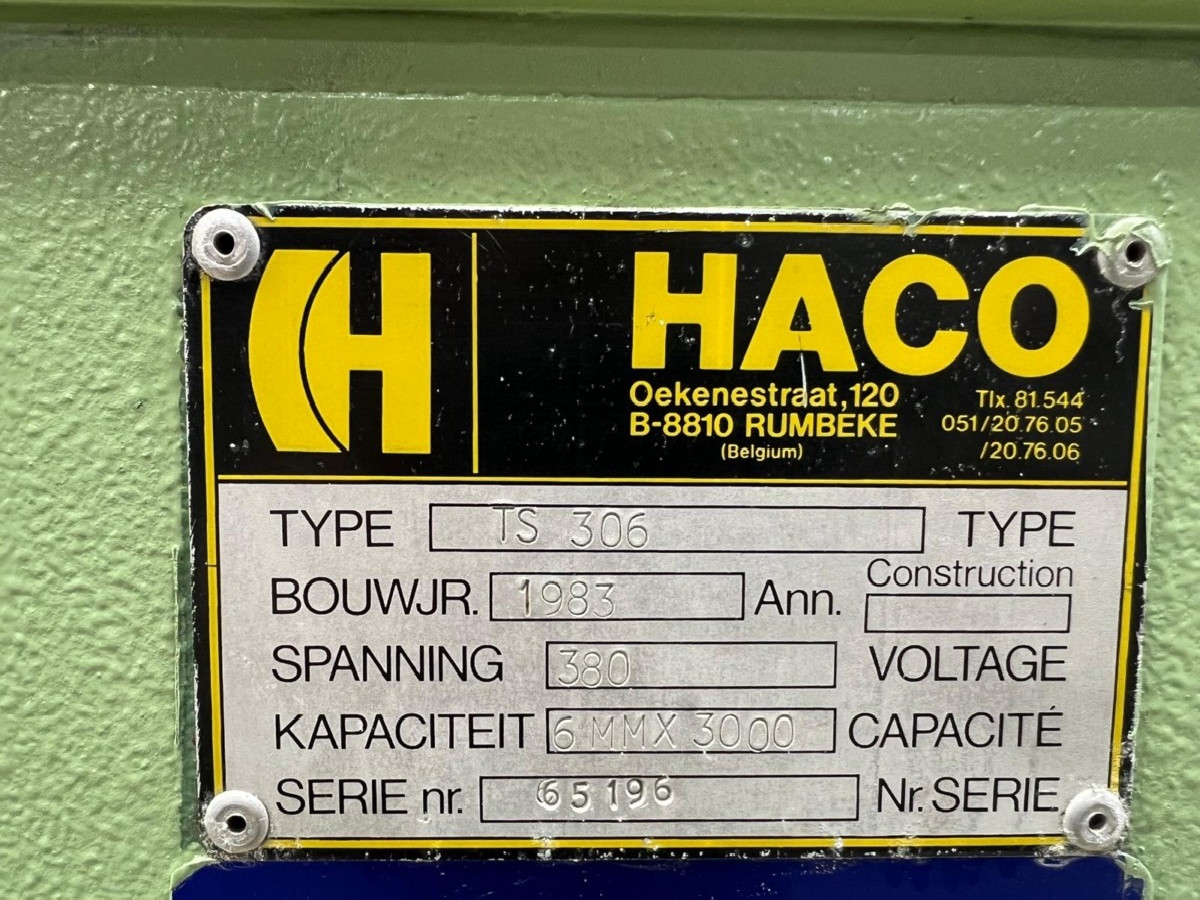 HACO
Oekenestraat,120
B-8810 RUMBEKE
(Belgium)
Tlx. 81.544
051/20.76.05
/20.76.06
TYPE TS 306 TYPE
BOUWJR. 1983 Ann. Construction
SPANNING 380 VOLTAGE
KAPACITEIT 6 MMX 3000 CAPACITÉ
SERIE nr. 65196 Nr. SERIE